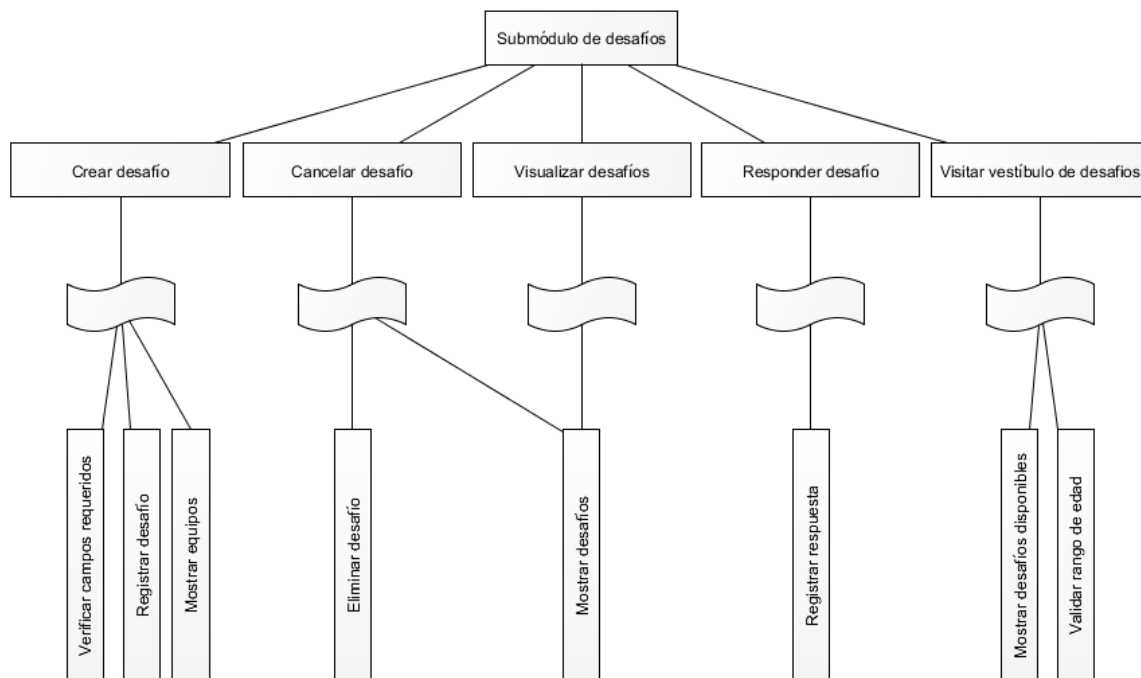 Submódulo de desafíos
Crear desafío
Cancelar desafío
Visualizar desafíos
Responder desafío
Visitar vestíbulo de desafios
Verificar campos requeridos
Registrar desafío
Mostrar equipos
Eliminar desafío
Mostrar desafíos
Registrar respuesta
Mostrar desafíos disponibles
Validar rango de edad